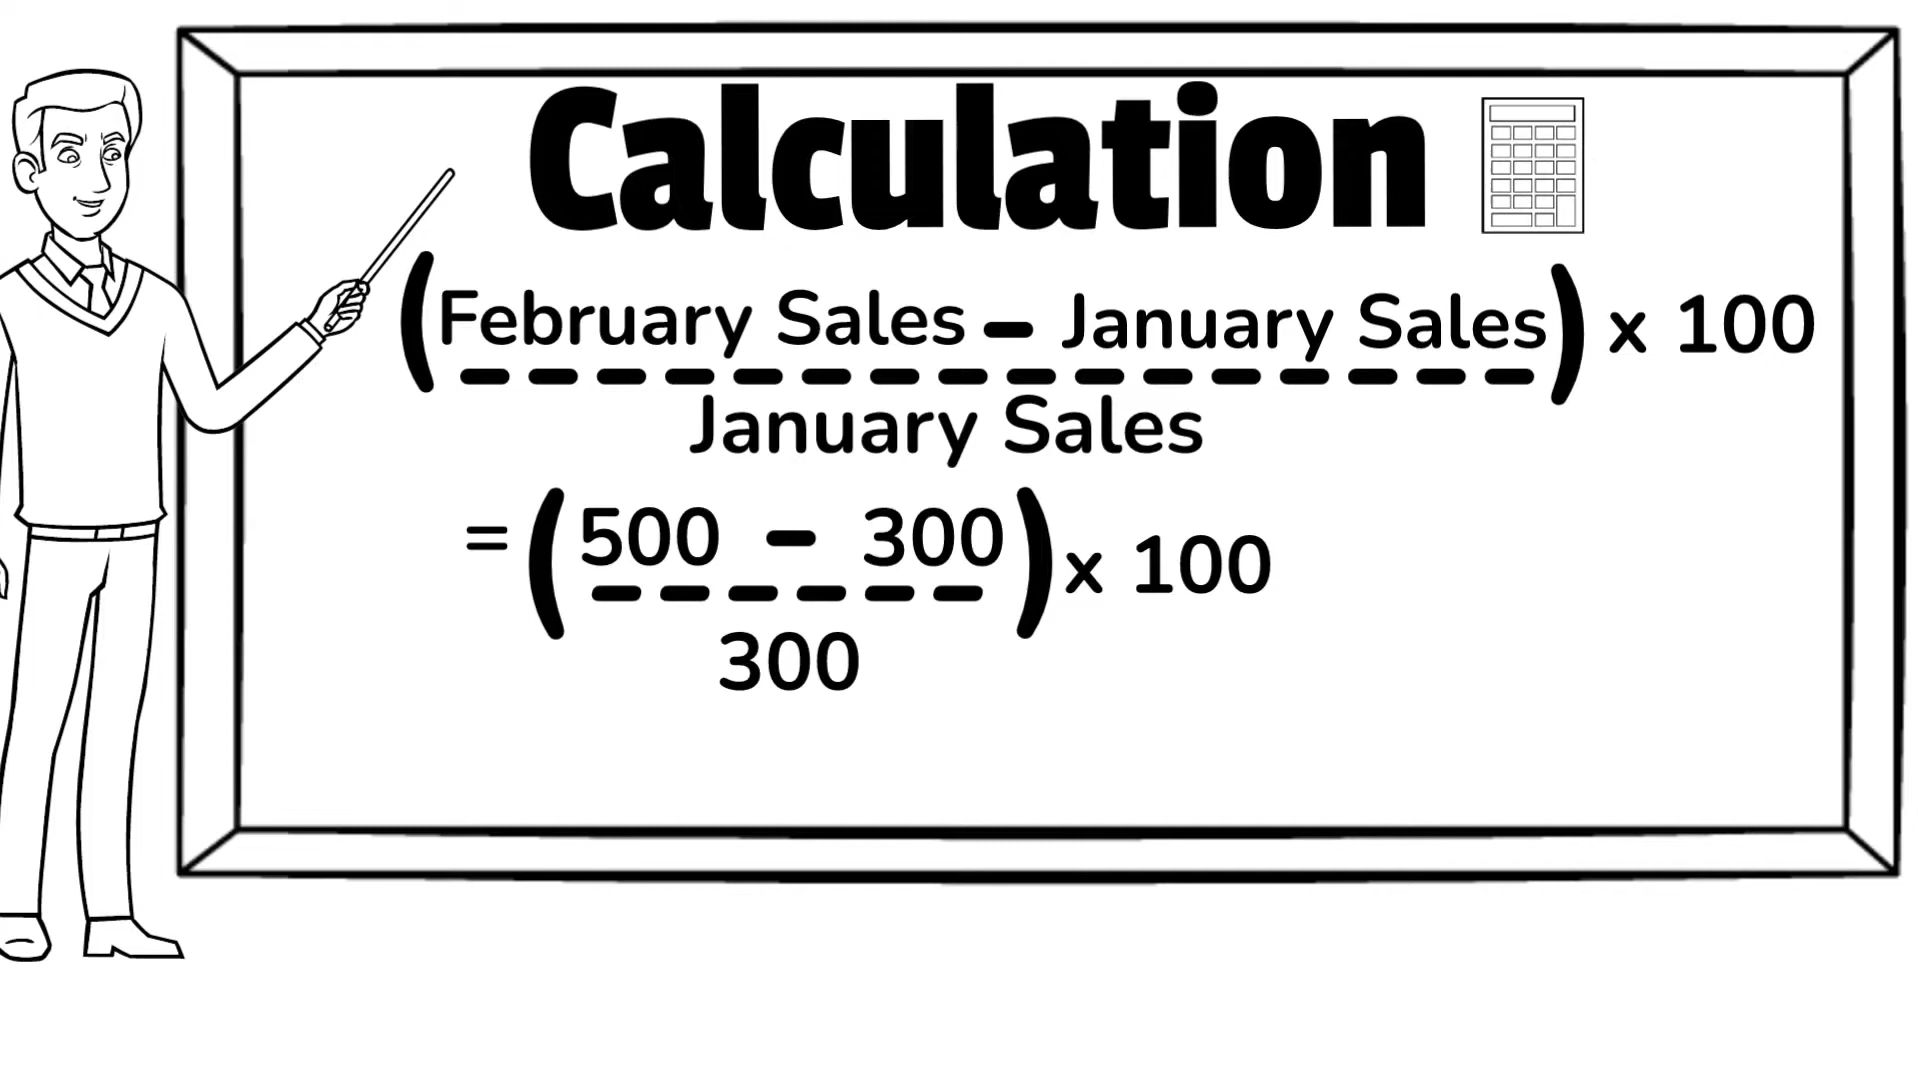 Calculation
(February Sales - January Sales) x 100
January Sales
= (500 - 300) x 100
300